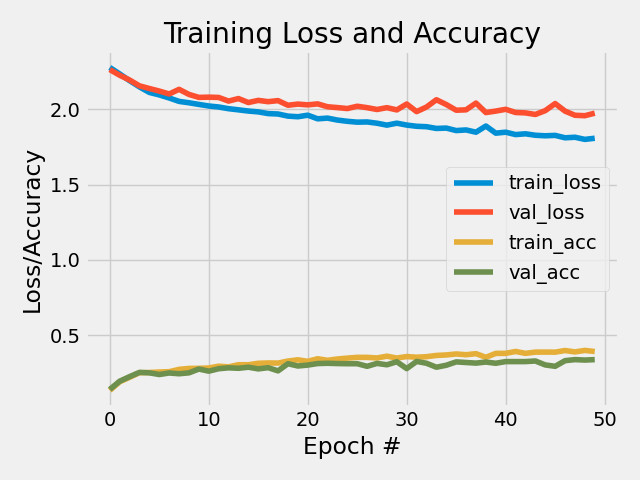 Training Loss and Accuracy
Loss/Accuracy
2.0
1.5
1.0
0.5
train_loss
val_loss
train_acc
val_acc
0 10 20 30 40 50
Epoch #